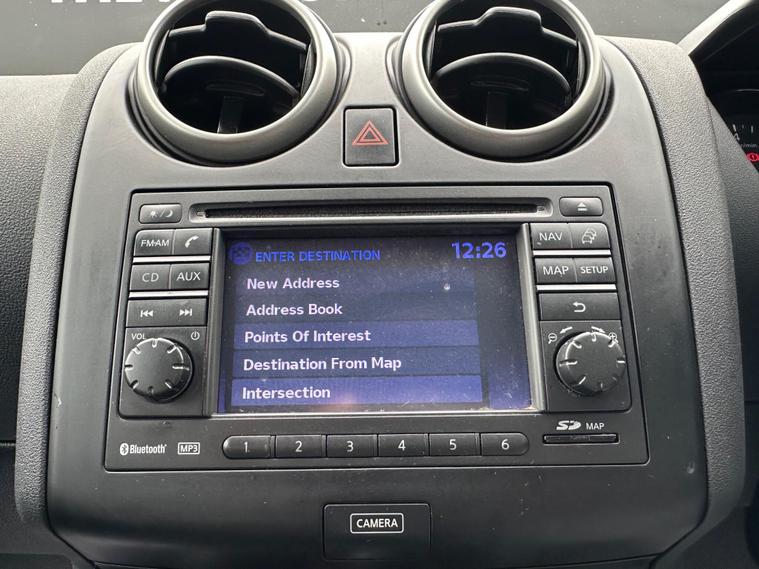 FM·AM
CD AUX
VOL
ENTER DESTINATION 12:26
New Address
Address Book
Points Of Interest
Destination From Map
Intersection
NAV
MAP SETUP
Bluetooth® MP3 1 2 3 4 5 6 SD MAP
CAMERA